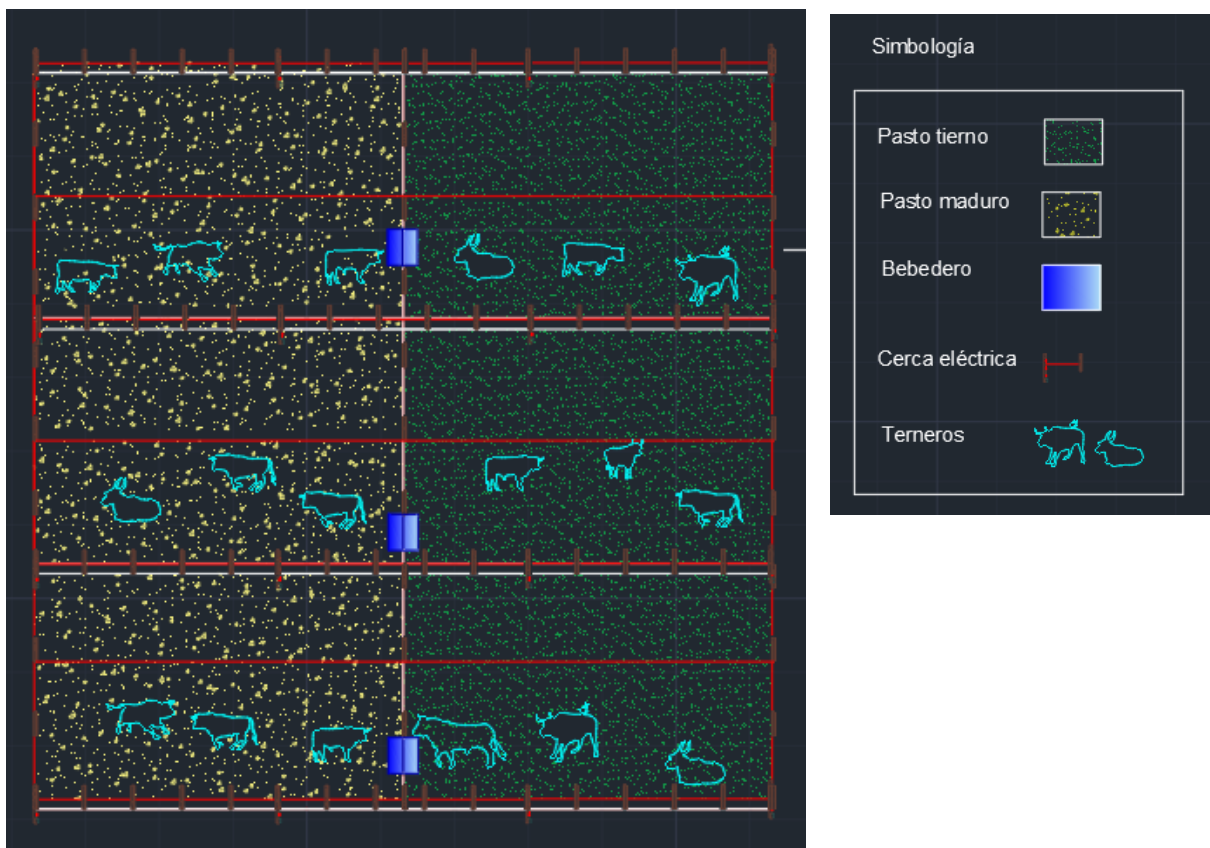 Simbología
Pasto tierno
Pasto maduro
Bebedero
Cerca eléctrica
Terneros